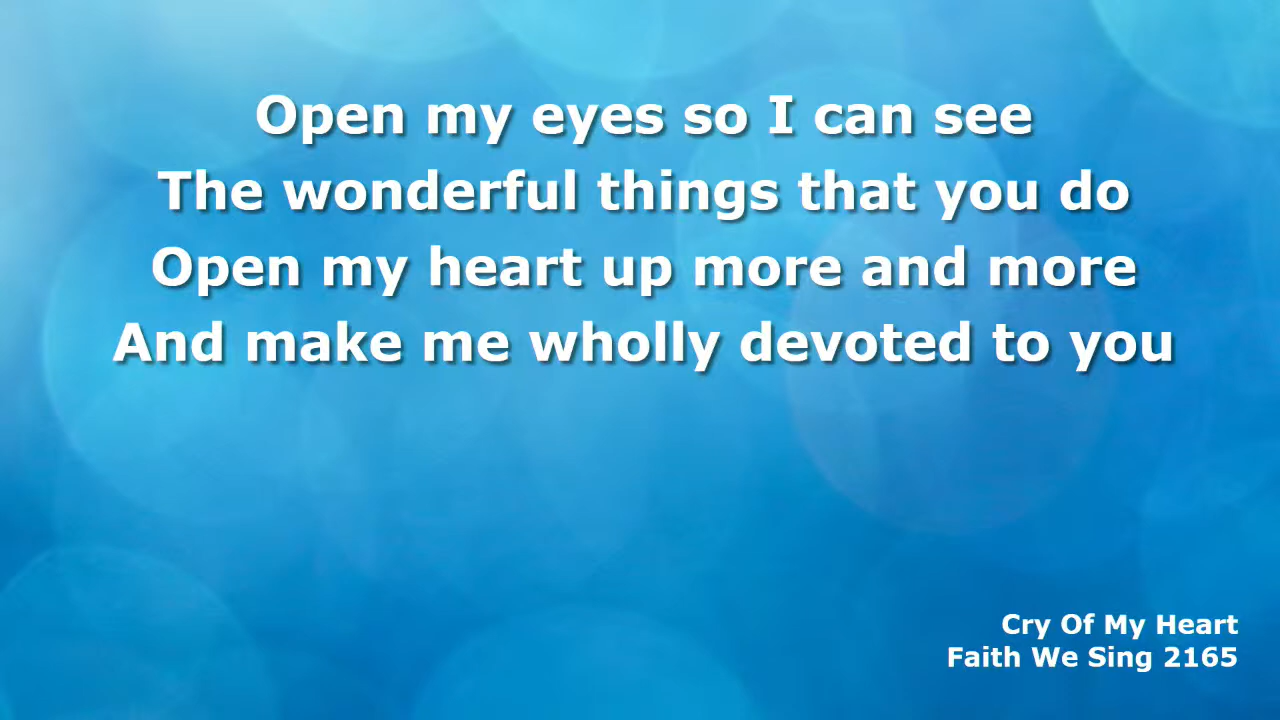 Open my eyes so I can see
The wonderful things that you do
Open my heart up more and more
And make me wholly devoted to you
Cry Of My Heart
Faith We Sing 2165